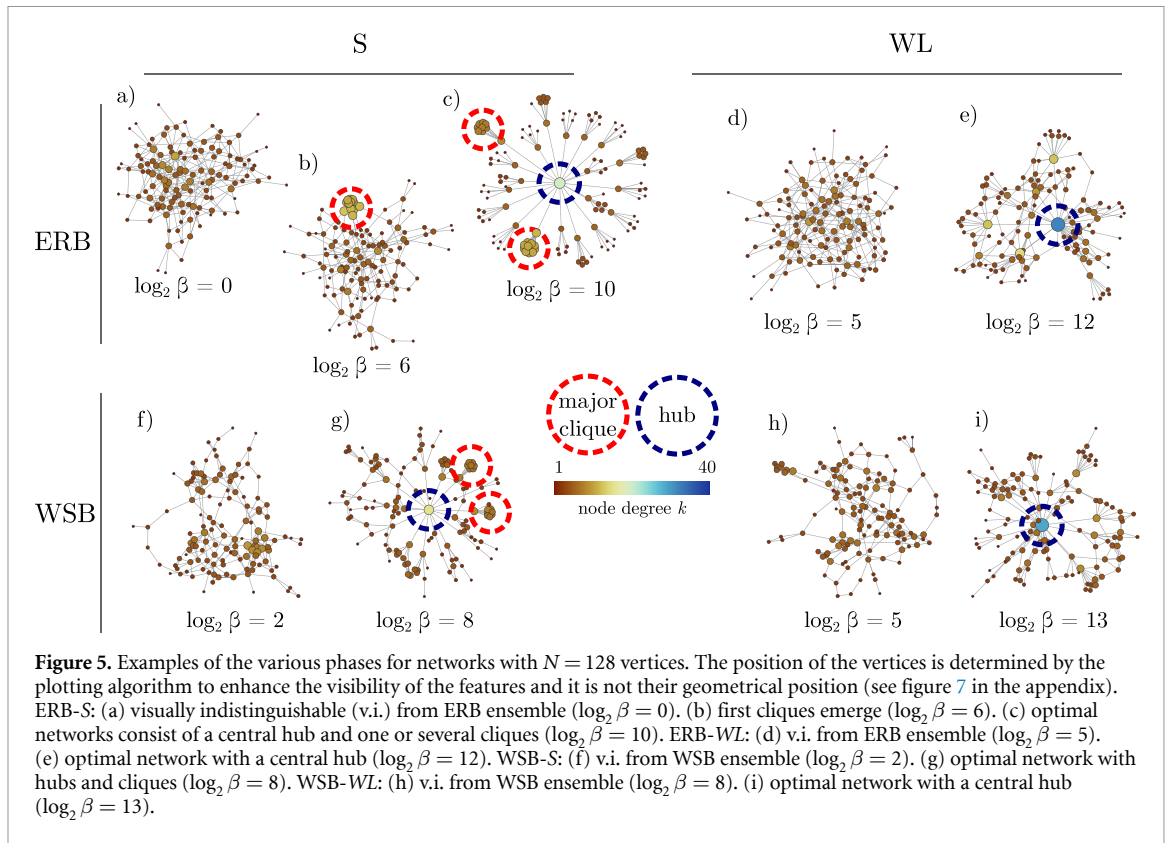 S
WL
a)
b)
c)
d)
e)
ERB
log₂ β = 0
log₂ β = 6
log₂ β = 10
log₂ β = 5
log₂ β = 12
f)
g)
major
clique
hub
1
40
node degree k
h)
i)
WSB
log₂ β = 2
log₂ β = 8
log₂ β = 5
log₂ β = 13
Figure 5. Examples of the various phases for networks with N = 128 vertices. The position of the vertices is determined by the
plotting algorithm to enhance the visibility of the features and it is not their geometrical position (see figure 7 in the appendix).
ERB-S: (a) visually indistinguishable (v.i.) from ERB ensemble (log₂ β = 0). (b) first cliques emerge (log₂ β = 6). (c) optimal
networks consist of a central hub and one or several cliques (log₂ β = 10). ERB-WL: (d) v.i. from ERB ensemble (log₂ β = 5).
(e) optimal network with a central hub (log₂ β = 12). WSB-S: (f) v.i. from WSB ensemble (log₂ β = 2). (g) optimal network with
hubs and cliques (log₂ β = 8). WSB-WL: (h) v.i. from WSB ensemble (log₂ β = 8). (i) optimal network with a central hub
(log₂ β = 13).